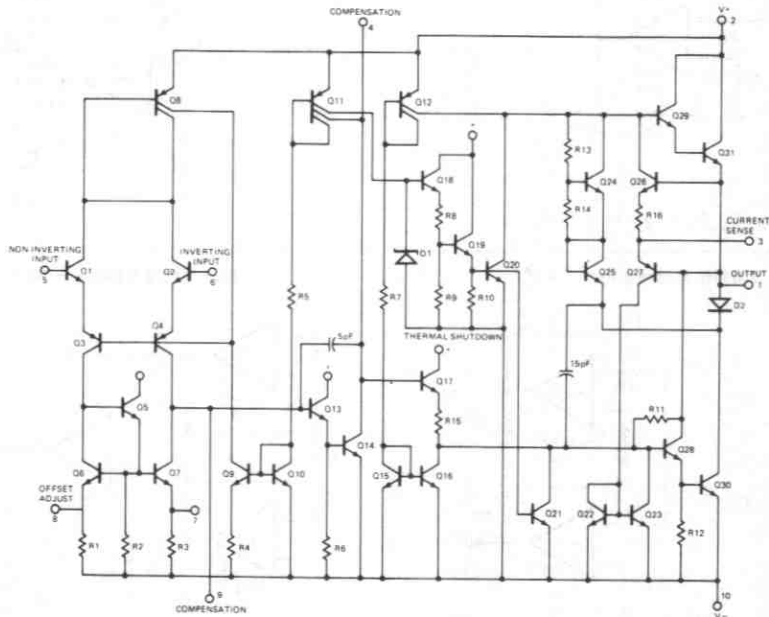 COMPENSATION
4
V+
2
Q8
Q11
Q12
Q29
Q31
R13
Q24
Q26
Q18
R8
R14
R16
CURRENT
SENSE
3
NON INVERTING
INPUT
5
Q1
INVERTING
INPUT
6
Q2
D1
Q19
Q20
Q25
Q27
OUTPUT
1
R5
R7
R9
R10
D2
Q3
Q4
5pF
THERMAL SHUTDOWN
15pF
Q5
Q13
Q17
R15
R11
Q14
Q28
Q6
Q7
Q9
Q10
Q15
Q16
Q30
OFFSET
ADJUST
8
7
Q21
Q22
Q23
R12
R1
R2
R3
R4
R6
9
COMPENSATION
10
V-